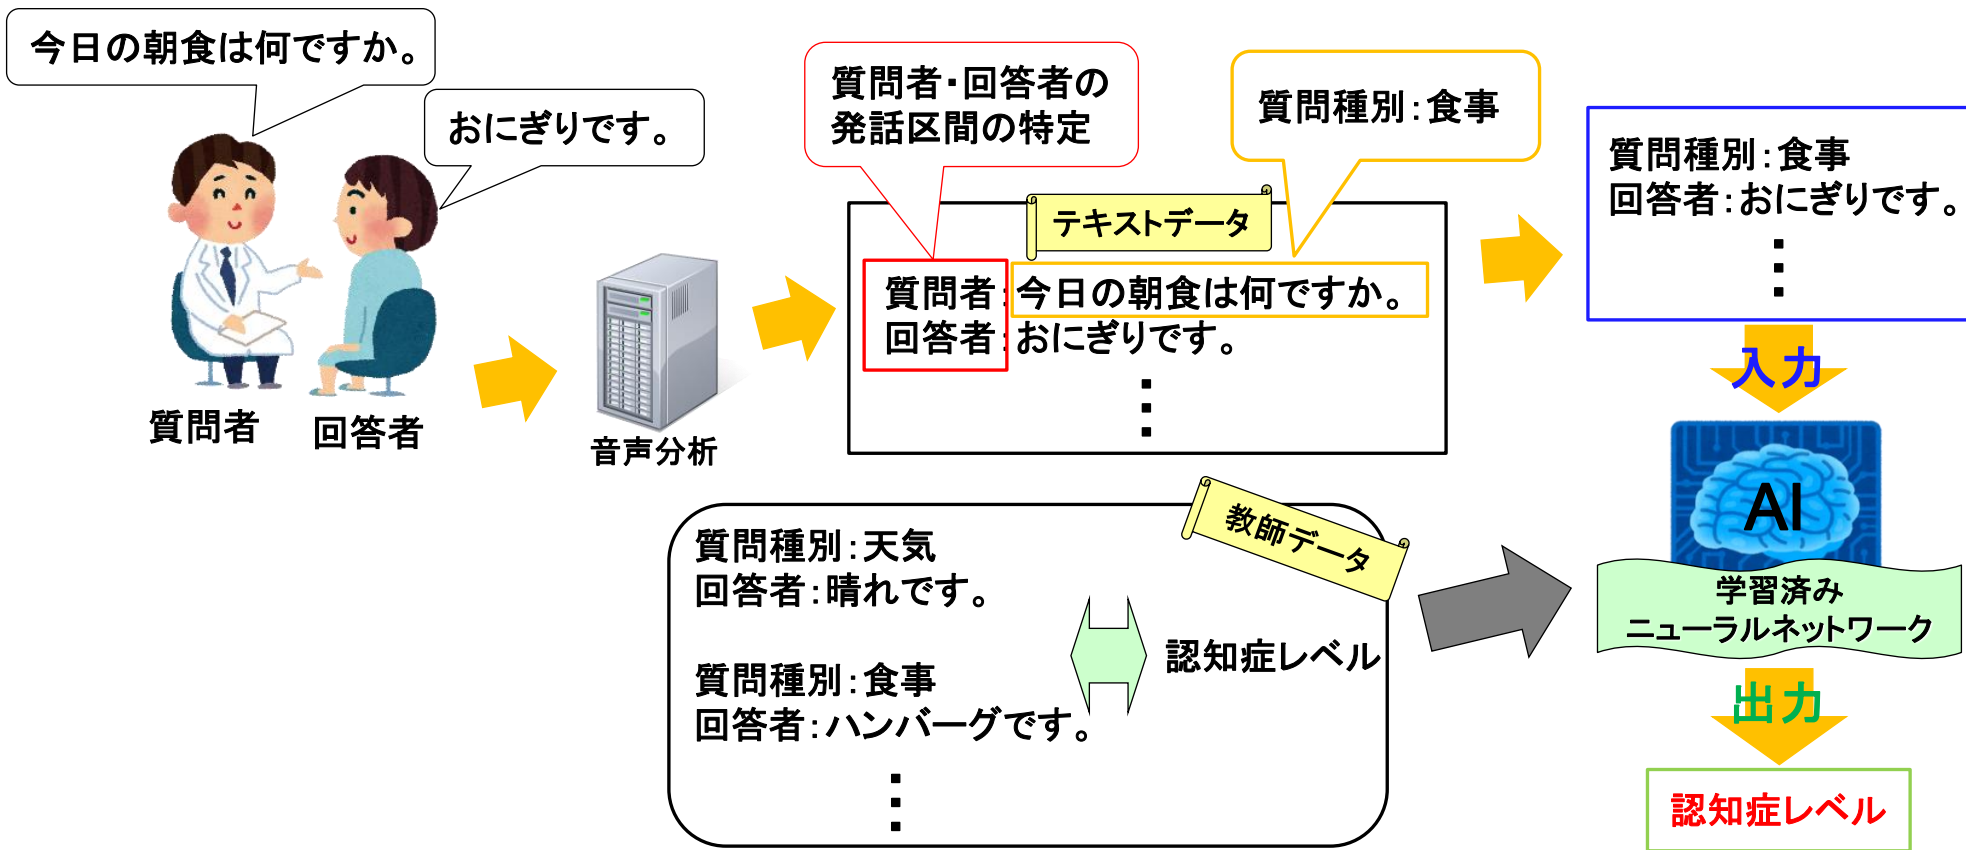 今日の朝食は何ですか。
おにぎりです。
質問者
回答者
音声分析
質問者・回答者の
発話区間の特定
質問種別：食事
テキストデータ
質問者：今日の朝食は何ですか。
回答者：おにぎりです。
⋮
質問種別：食事
回答者：おにぎりです。
⋮
入力
AI
学習済み
ニューラルネットワーク
出力
認知症レベル
教師データ
質問種別：天気
回答者：晴れです。
質問種別：食事
回答者：ハンバーグです。
⋮
認知症レベル